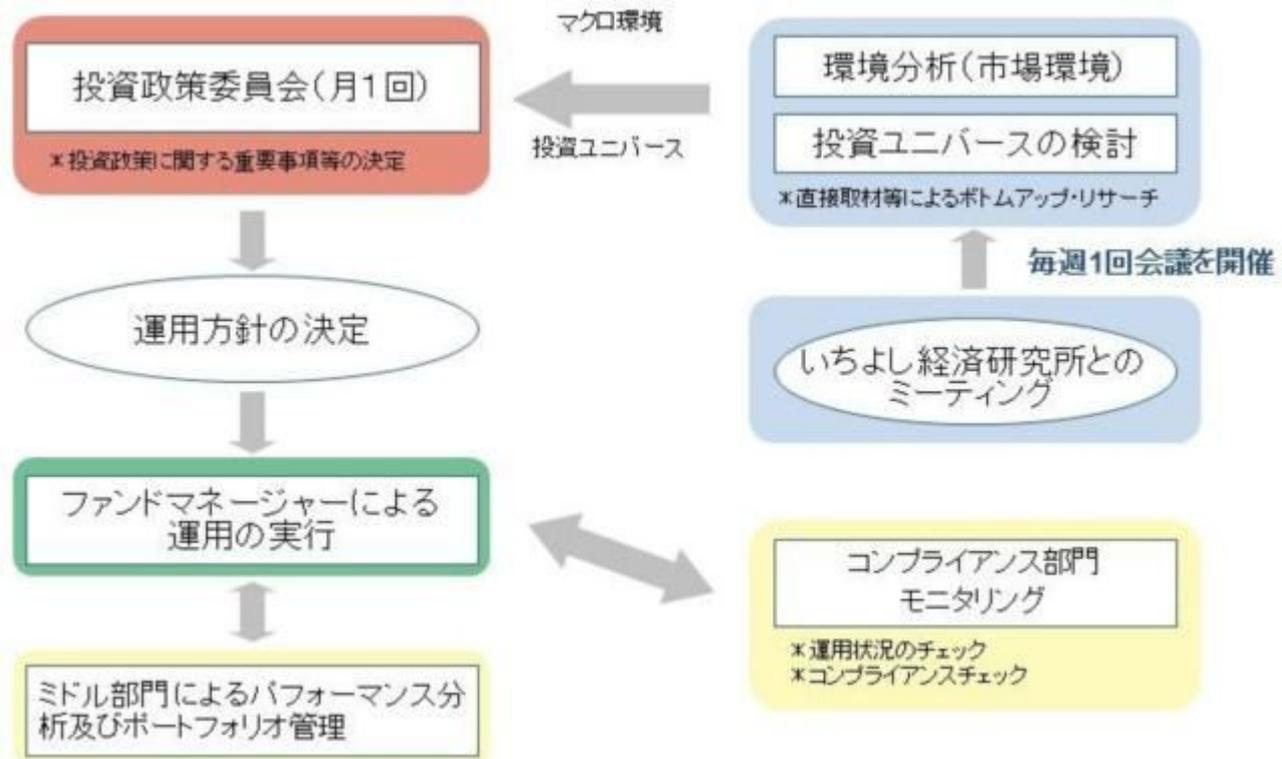 マクロ環境
投資政策委員会(月1回)
*投資政策に関する重要事項等の決定
投資ユニバース
環境分析(市場環境)
投資ユニバースの検討
*直接取材等によるボトムアップ・リサーチ
毎週1回会議を開催
いちよし経済研究所との
ミーティング
運用方針の決定
ファンドマネージャーによる
運用の実行
コンプライアンス部門
モニタリング
*運用状況のチェック
*コンプライアンスチェック
ミドル部門によるパフォーマンス分
析及びポートフォリオ管理